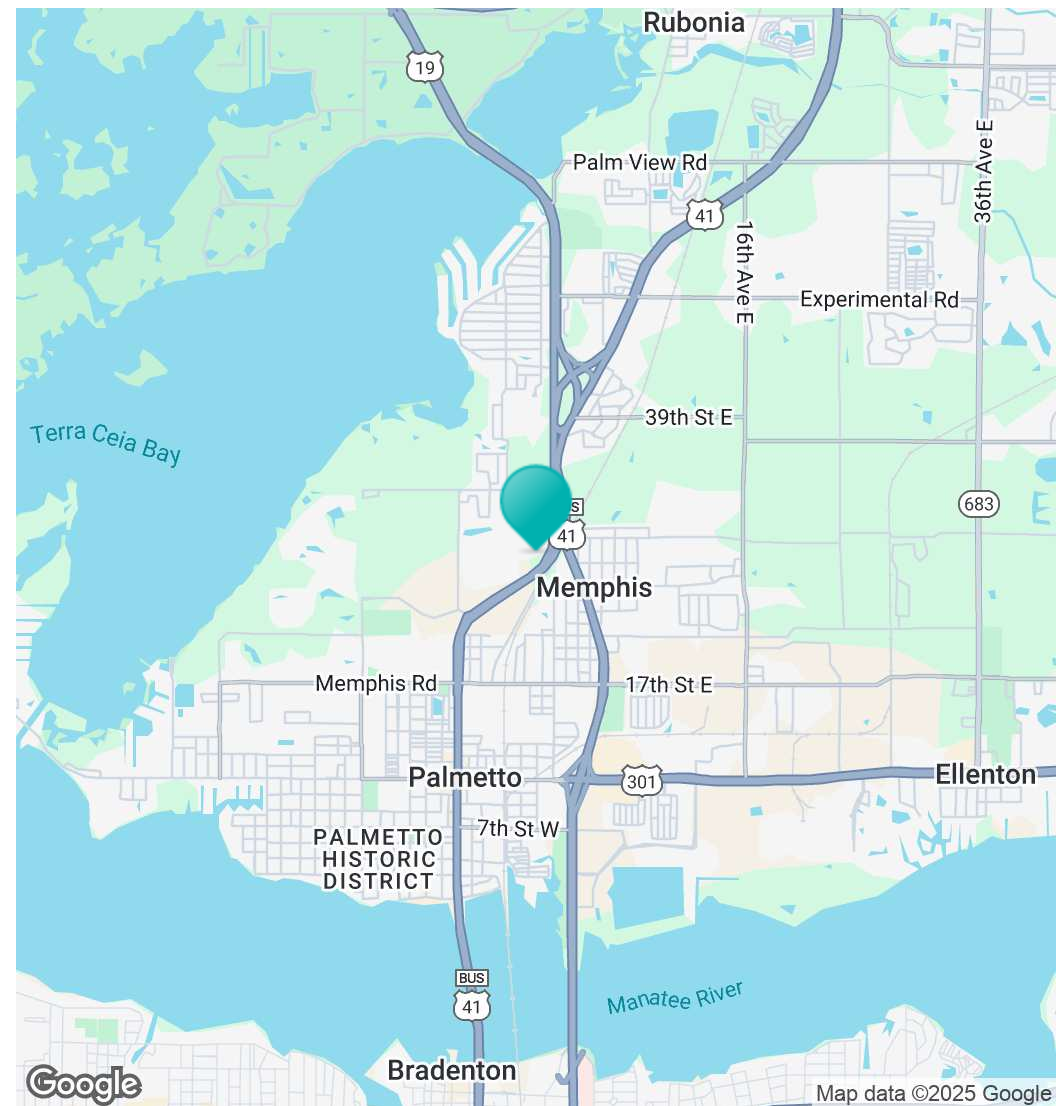 Rubonia
19
Palm View Rd
36th Ave E
41
16th Ave E
Experimental Rd
39th St E
Terra Ceia Bay
683
41
Memphis
Memphis Rd
17th St E
Palmetto
301
Ellenton
7th St W
PALMETTO
HISTORIC
DISTRICT
BUS
41
Manatee River
Bradenton
Google
Map data ©2025 Google